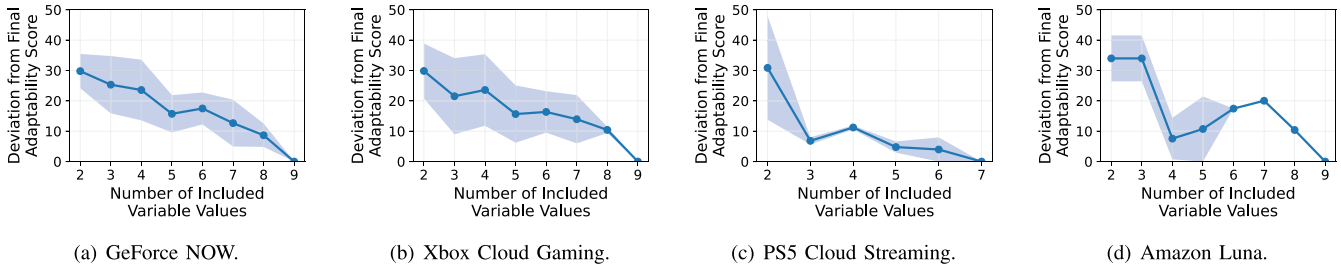 Deviation from Final
Adaptability Score
50
40
30
20
10
0
2 3 4 5 6 7 8 9
Number of Included
Variable Values
(a) GeForce NOW.
Deviation from Final
Adaptability Score
50
40
30
20
10
0
2 3 4 5 6 7 8 9
Number of Included
Variable Values
(b) Xbox Cloud Gaming.
Deviation from Final
Adaptability Score
50
40
30
20
10
0
2 3 4 5 6 7
Number of Included
Variable Values
(c) PS5 Cloud Streaming.
Deviation from Final
Adaptability Score
50
40
30
20
10
0
2 3 4 5 6 7 8 9
Number of Included
Variable Values
(d) Amazon Luna.